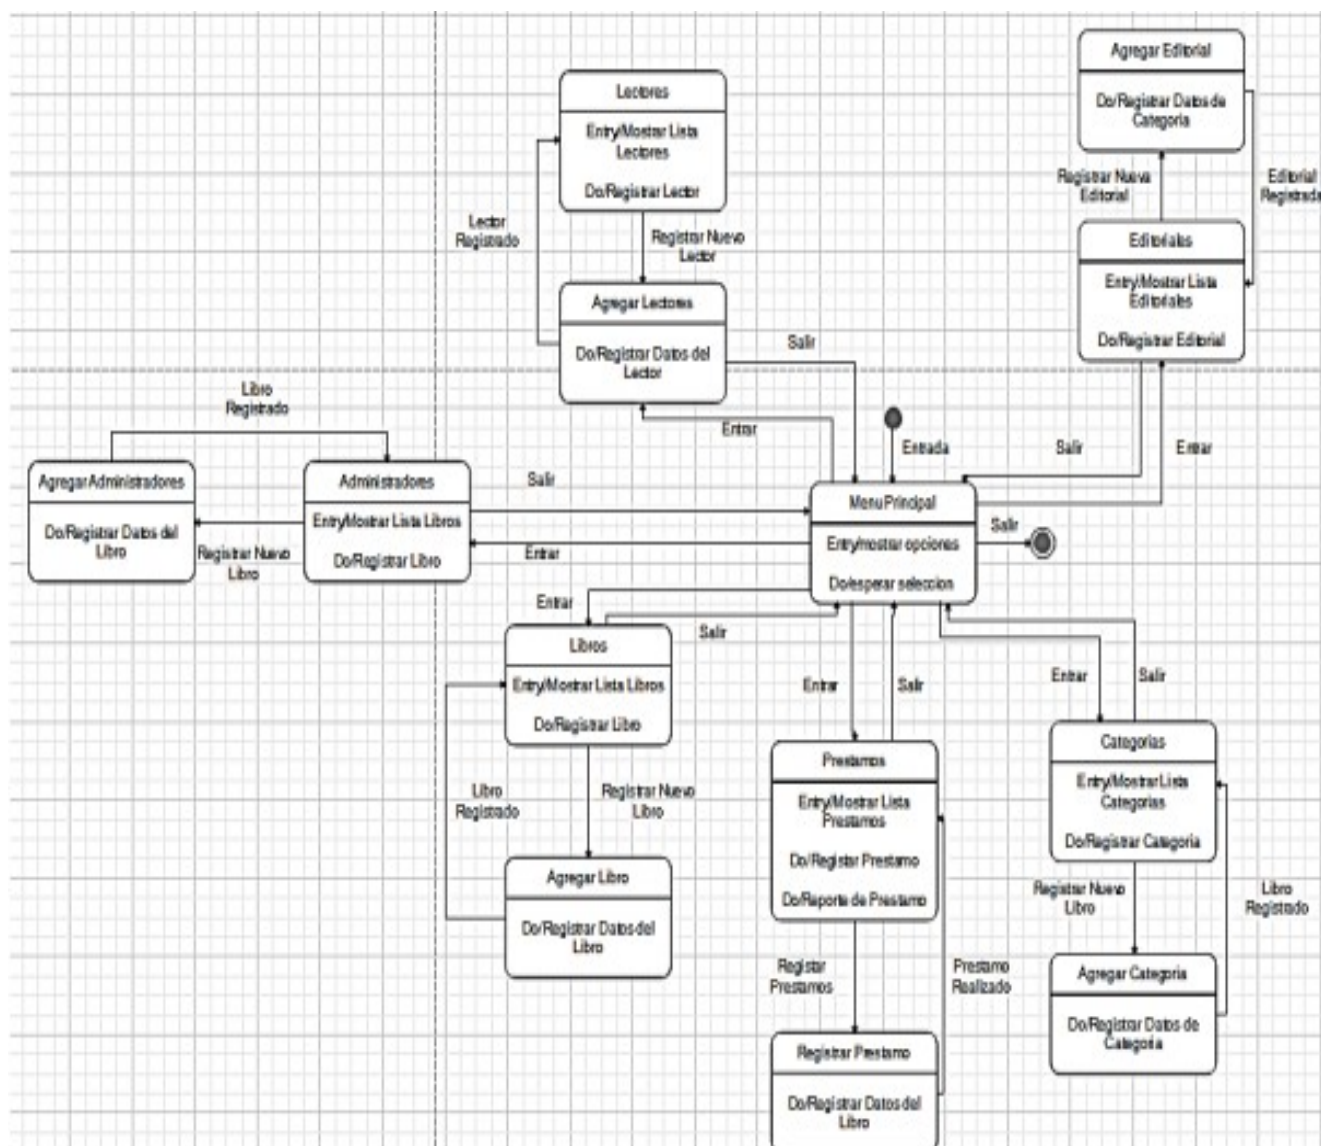 Agregar Editorial
Do/Registrar Datos de
Categoria
Registrar Nueva
Editorial
Editorial
Registrada
Editoriales
Entry/Mostrar Lista
Editoriales
Do/Registrar Editorial
Salir
Entrar
Lectores
Entry/Mostrar Lista
Lectores
Do/Registrar Lector
Lector
Registrado
Registrar Nuevo
Lector
Agregar Lectores
Do/Registrar Datos del
Lector
Salir
Entrar
Entrada
Libro
Registrado
Agregar Administradores
Do/Registrar Datos del
Libro
Registrar Nuevo
Libro
Administradores
Entry/Mostrar Lista Libros
Do/Registrar Libro
Salir
Entrar
Menu Principal
Entry/mostrar opciones
Do/esperar seleccion
Salir
Entrar
Salir
Libros
Entry/Mostrar Lista Libros
Do/Registrar Libro
Libro
Registrado
Registrar Nuevo
Libro
Agregar Libro
Do/Registrar Datos del
Libro
Entrar
Salir
Prestamos
Entry/Mostrar Lista
Prestamos
Do/Registar Prestamo
Do/Reporta de Prestamo
Registar
Prestamos
Prestamo
Realizado
Registrar Prestamo
Do/Registrar Datos del
Libro
Entrar
Salir
Categorias
Entry/Mostrar Lista
Categorias
Do/Registrar Categoria
Registrar Nuevo
Libro
Libro
Registrado
Agregar Categoria
Do/Registrar Datos de
Categoria